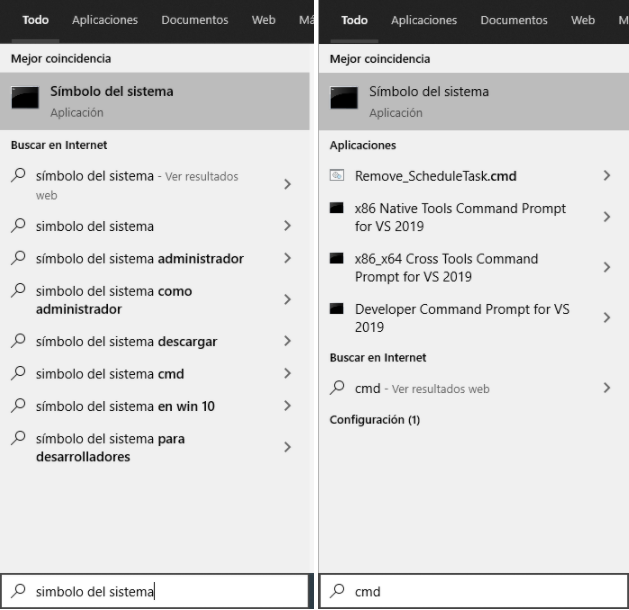 Todo Aplicaciones Documentos Web Má
Mejor coincidencia
Símbolo del sistema
Aplicación
Buscar en Internet
símbolo del sistema - Ver resultados
web
simbolo del sistema
símbolo del sistema administrador
simbolo del sistema como
administrador
símbolo del sistema descargar
símbolo del sistema cmd
símbolo del sistema en win 10
símbolo del sistema para
desarrolladores
simbolo del sistema
Todo Aplicaciones Documentos Web M
Mejor coincidencia
Símbolo del sistema
Aplicación
Aplicaciones
Remove_ScheduleTask.cmd
x86 Native Tools Command Prompt
for VS 2019
x86_x64 Cross Tools Command
Prompt for VS 2019
Developer Command Prompt for VS
2019
Buscar en Internet
cmd - Ver resultados web
Configuración (1)
cmd